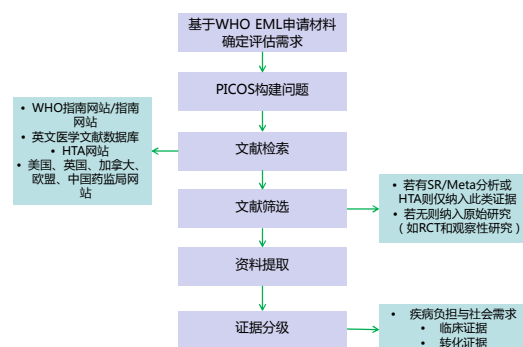 基于WHO EML申请材料
确定评估需求
PICOS构建问题
• WHO指南网站/指南
网站
• 英文医学文献数据库
• HTA网站
• 美国、英国、加拿大、
欧盟、中国药监局网
站
文献检索
文献筛选
• 若有SR/Meta分析或
HTA则仅纳入此类证据
• 若无则纳入原始研究
（如RCT和观察性研究）
资料提取
证据分级
• 疾病负担与社会需求
• 临床证据
• 转化证据